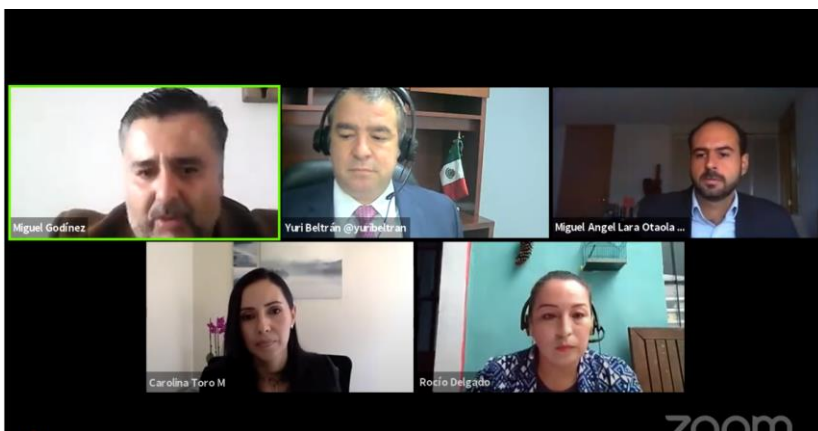 Miguel Godínez
Yuri Beltrán @yuribeltran
Miguel Angel Lara Otaola ...
Carolina Toro M
Rocío Delgado
zoom